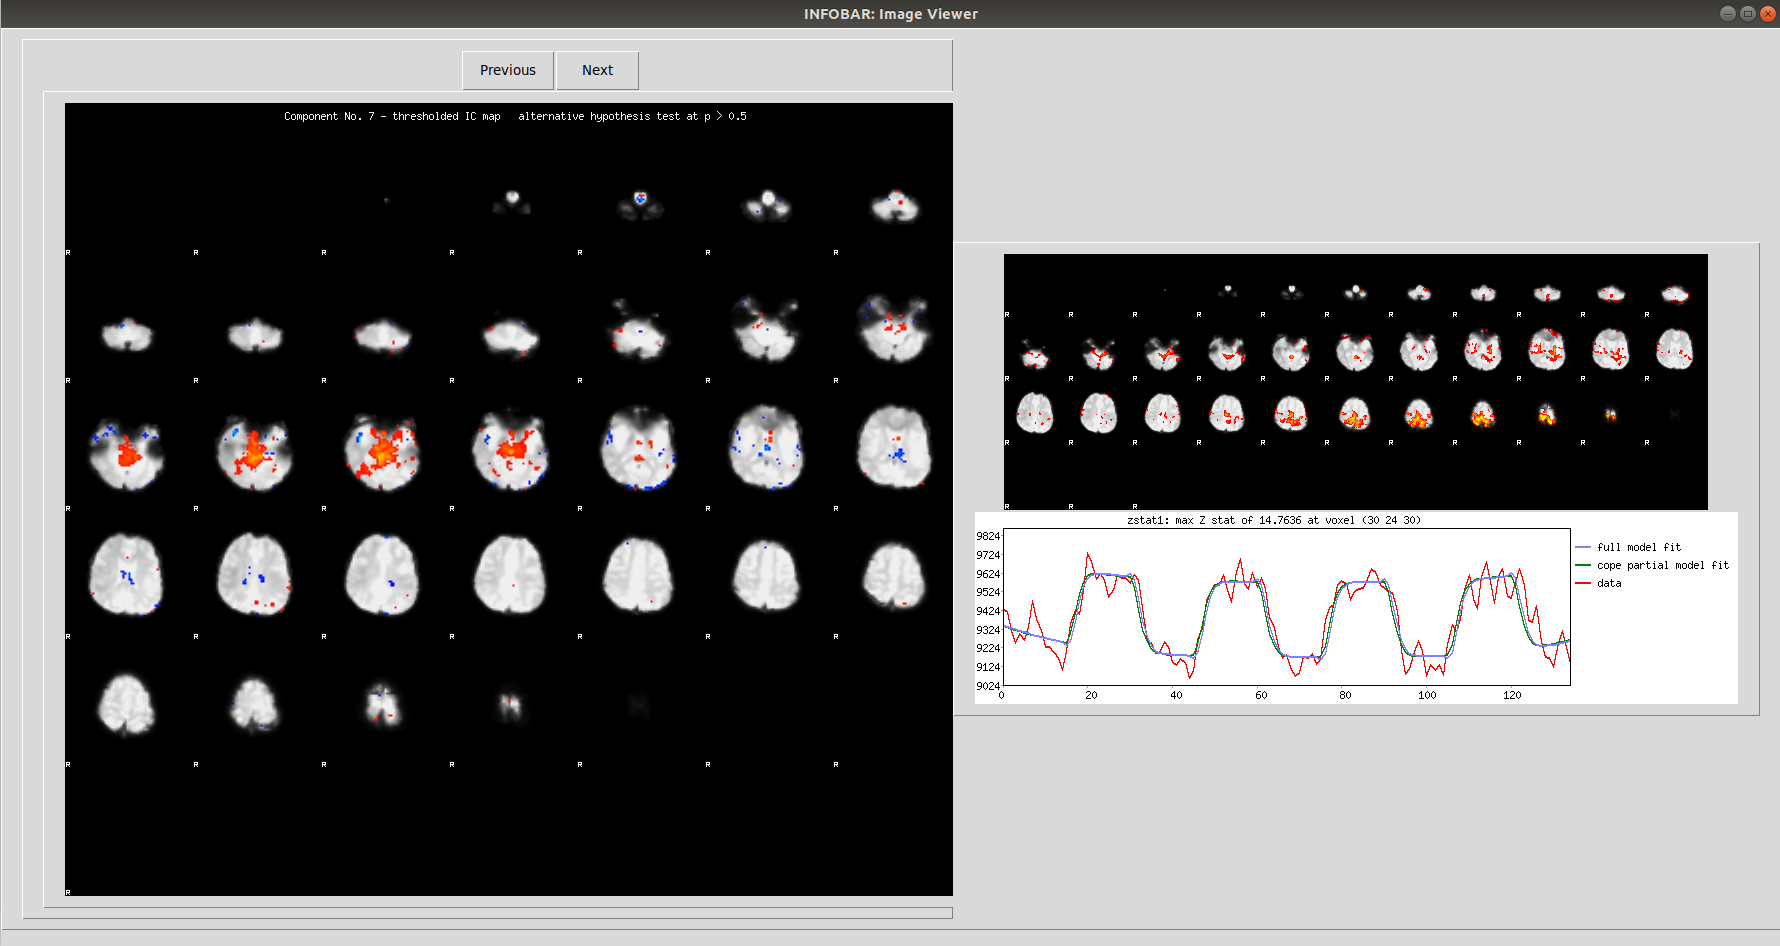 INFOBAR: Image Viewer
Previous Next
Component No. 7 - thresholded IC map alternative hypothesis test at p > 0.5
R R R R R R R
R R R R R R R
R R R R R R R
R R R R R R R
R R R R R R R
R
R R R R R R R R R R R
R R R R R R R R R R R
R R R R R R R R R R R
R R R
zstat1: max Z stat of 14.7636 at voxel (30 24 30)
9824
9724
9624
9524
9424
9324
9224
9124
9024
0 20 40 60 80 100 120
full model fit
cope partial model fit
data